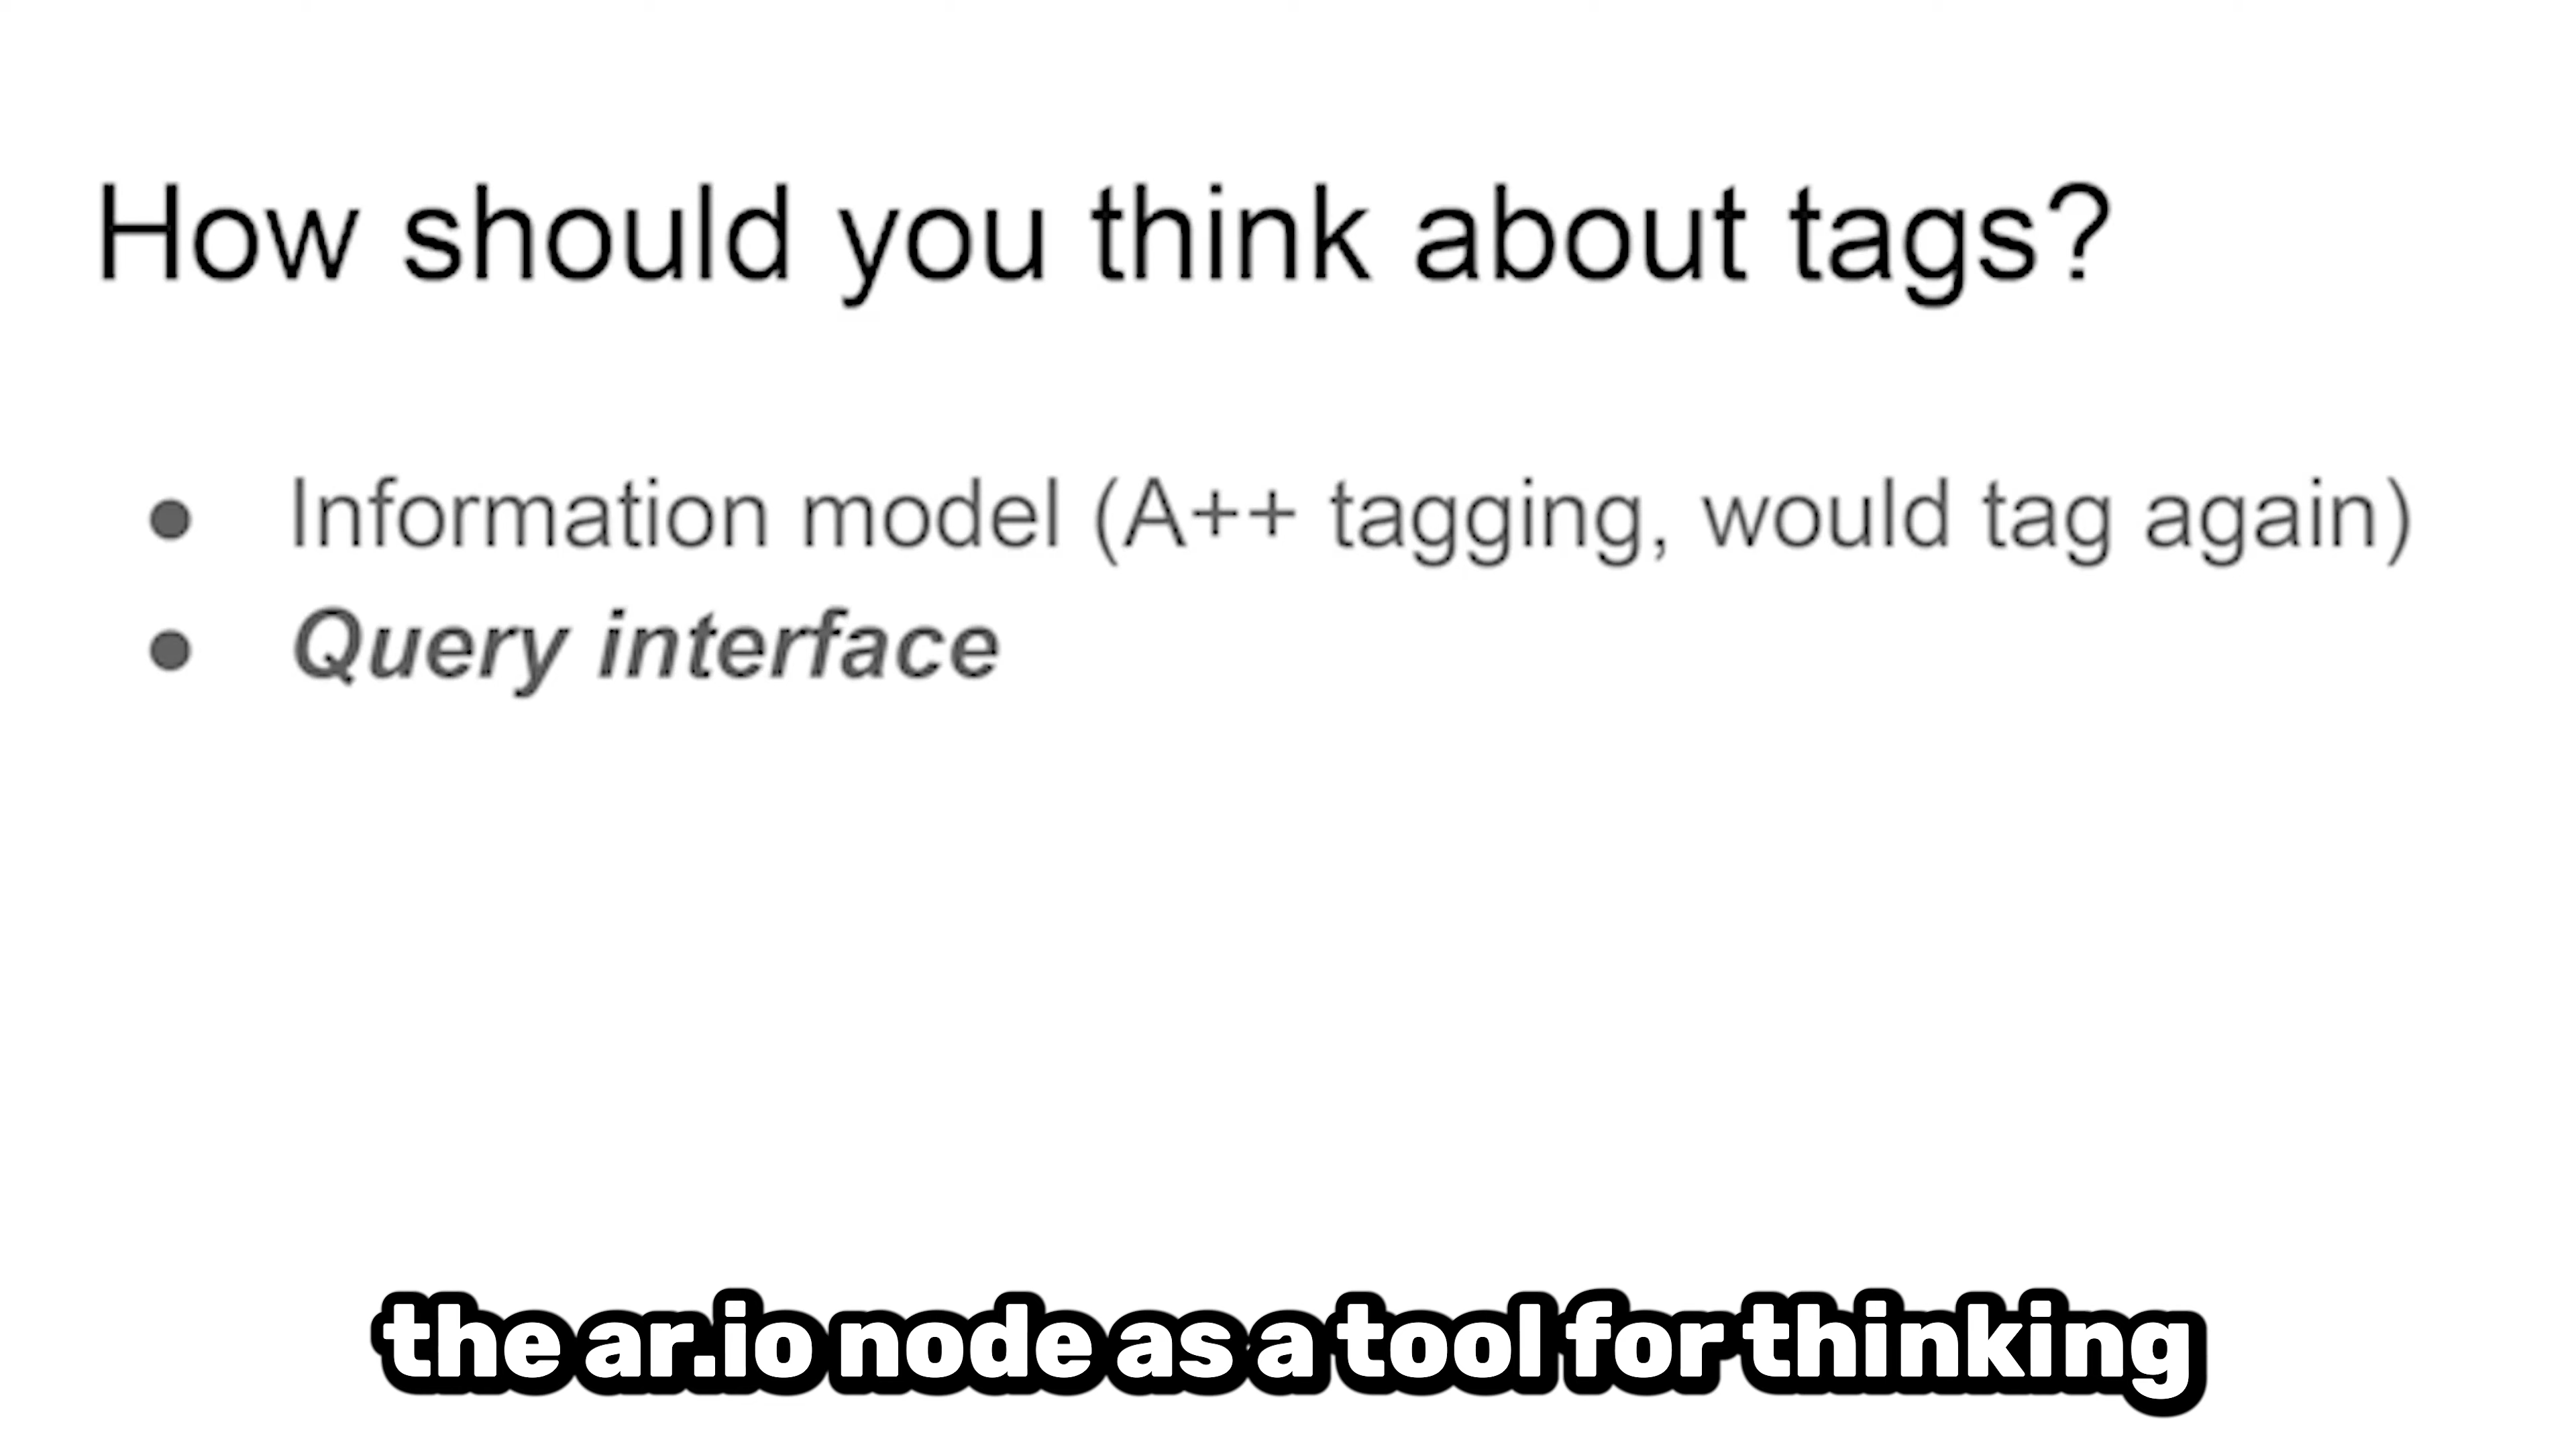 How should you think about tags?
● Information model (A++ tagging, would tag again)
● Query interface
the ar.io node as a tool for thinking